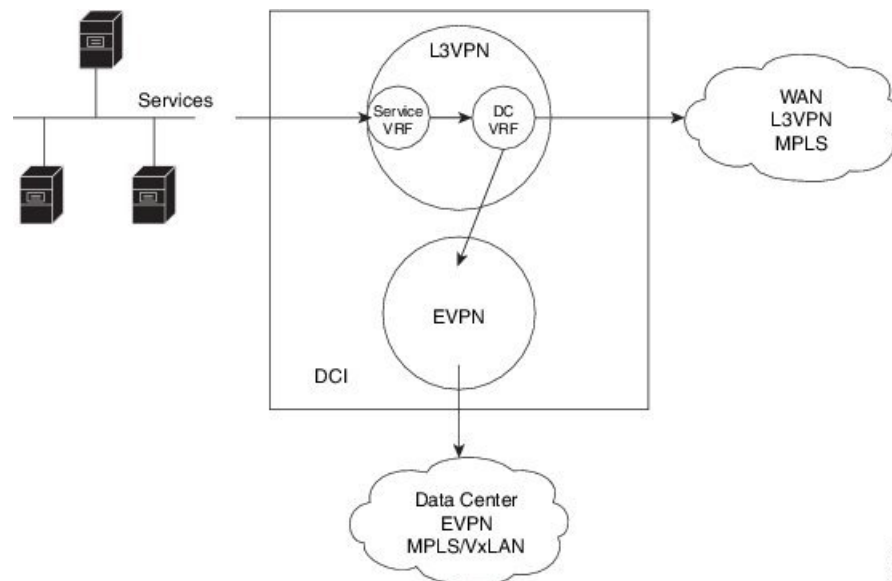 Services
L3VPN
Service
VRF
DC
VRF
WAN
L3VPN
MPLS
EVPN
DCI
Data Center
EVPN
MPLS/VxLAN